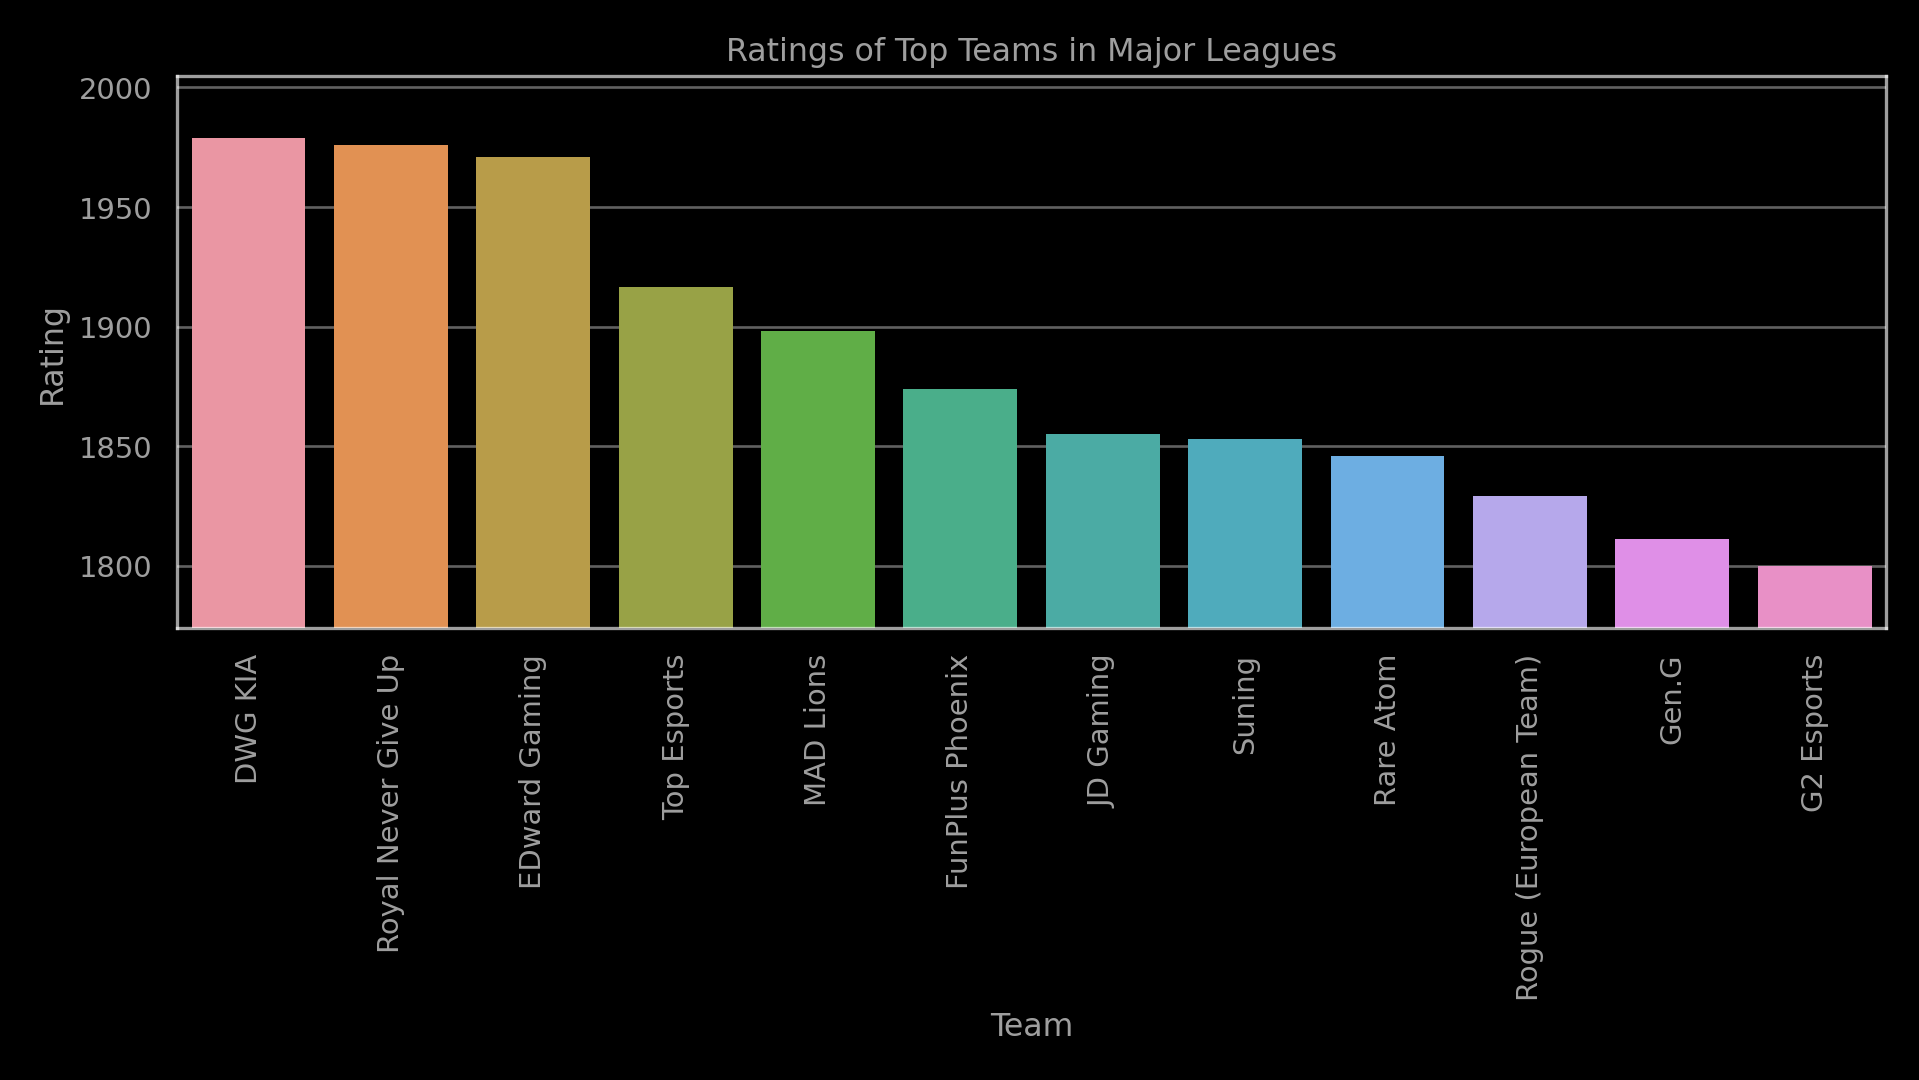 Ratings of Top Teams in Major Leagues
2000
1950
1900
1850
1800
Rating
DWG KIA
Royal Never Give Up
EDward Gaming
Top Esports
MAD Lions
FunPlus Phoenix
JD Gaming
Suning
Rare Atom
Rogue (European Team)
Gen.G
G2 Esports
Team